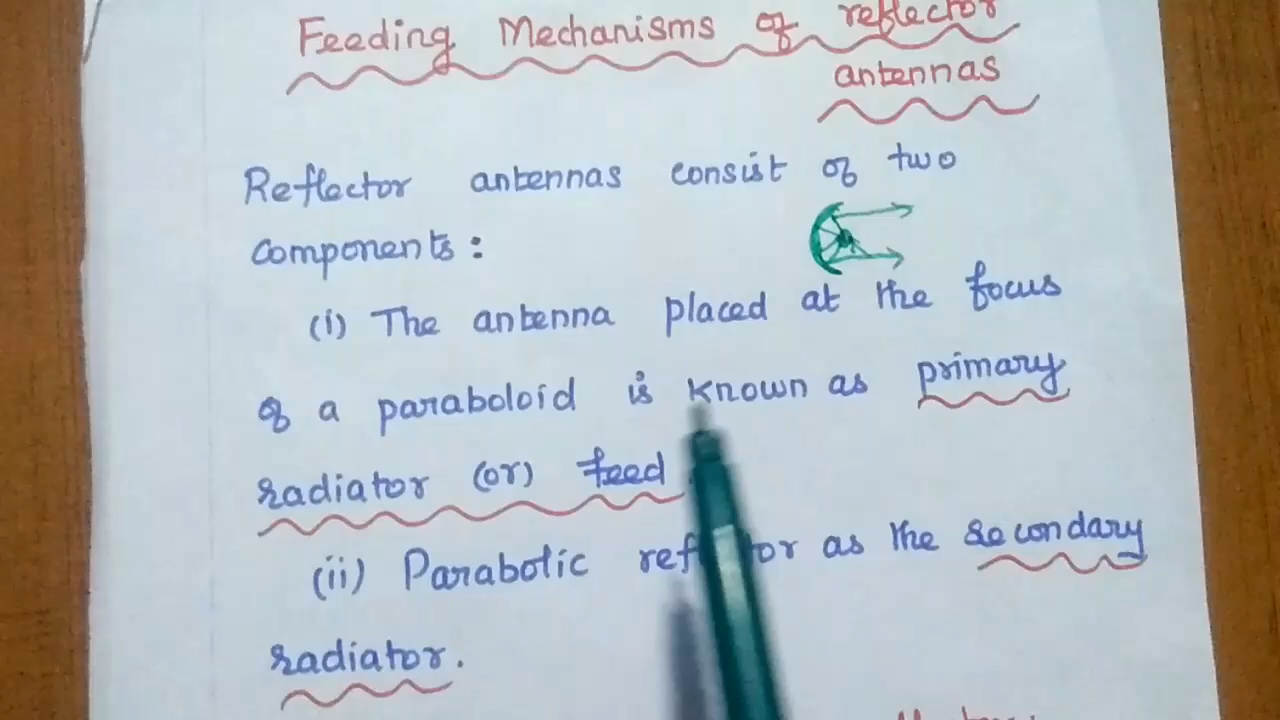 Feeding Mechanisms of reflector
antennas
Reflector antennas consist of two
components:
(i) The antenna placed at the focus
of a paraboloid is known as primary
radiator (or) feed
(ii) Parabolic reflector as the secondary
radiator.